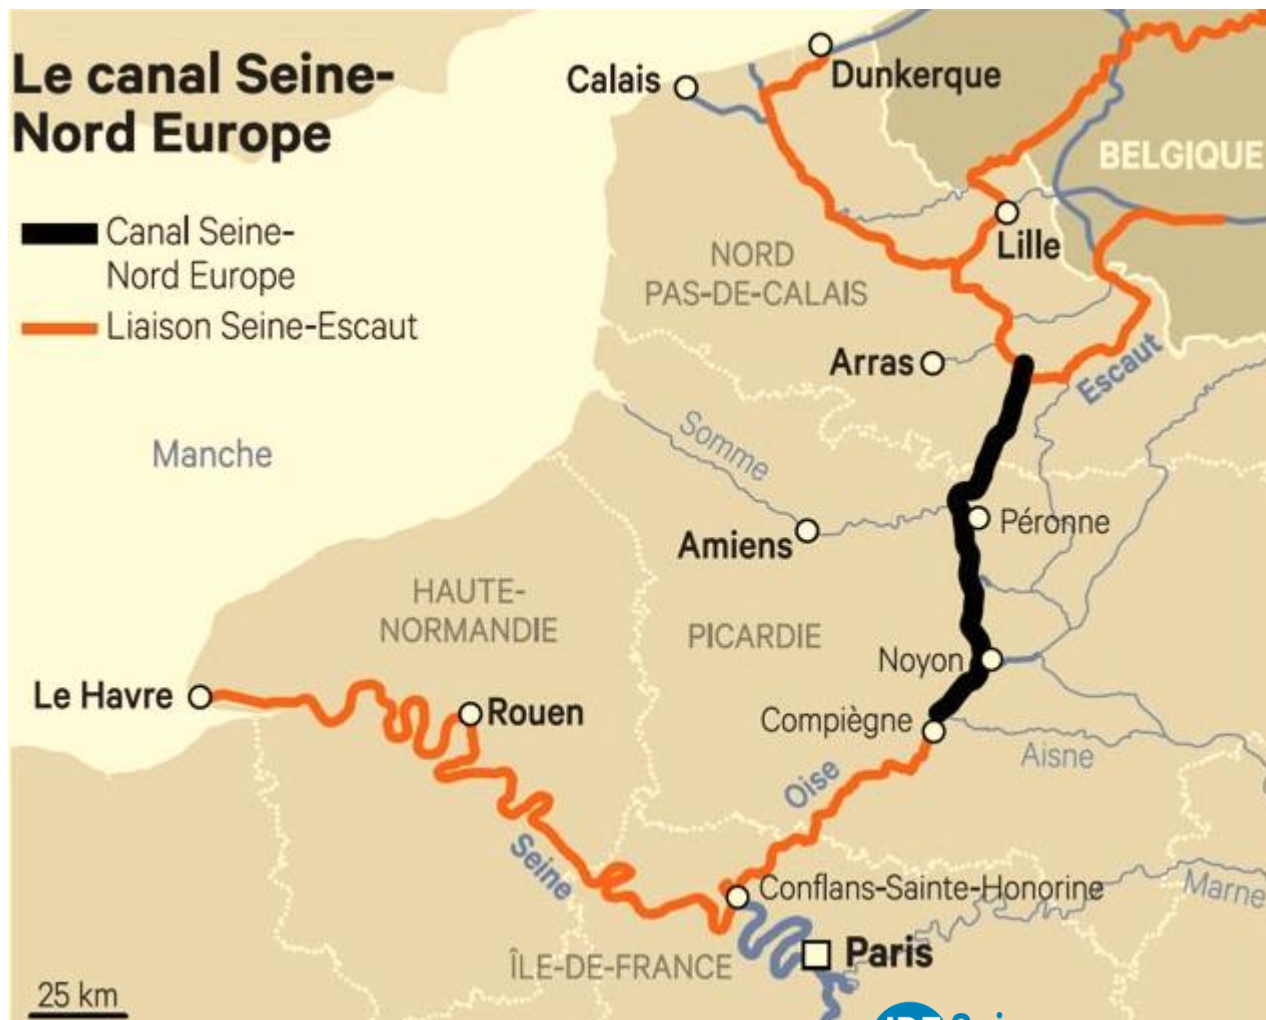 Le canal Seine-
Nord Europe
Canal Seine-
Nord Europe
Liaison Seine-Escaut
Calais
Dunkerque
BELGIQUE
Lille
NORD
PAS-DE-CALAIS
Arras
Escaut
Manche
Somme
Amiens
Péronne
HAUTE-
NORMANDIE
PICARDIE
Noyon
Le Havre
Rouen
Compiègne
Aisne
Oise
Seine
Conflans-Sainte-Honorine
Marne
Paris
ÎLE-DE-FRANCE
25 km